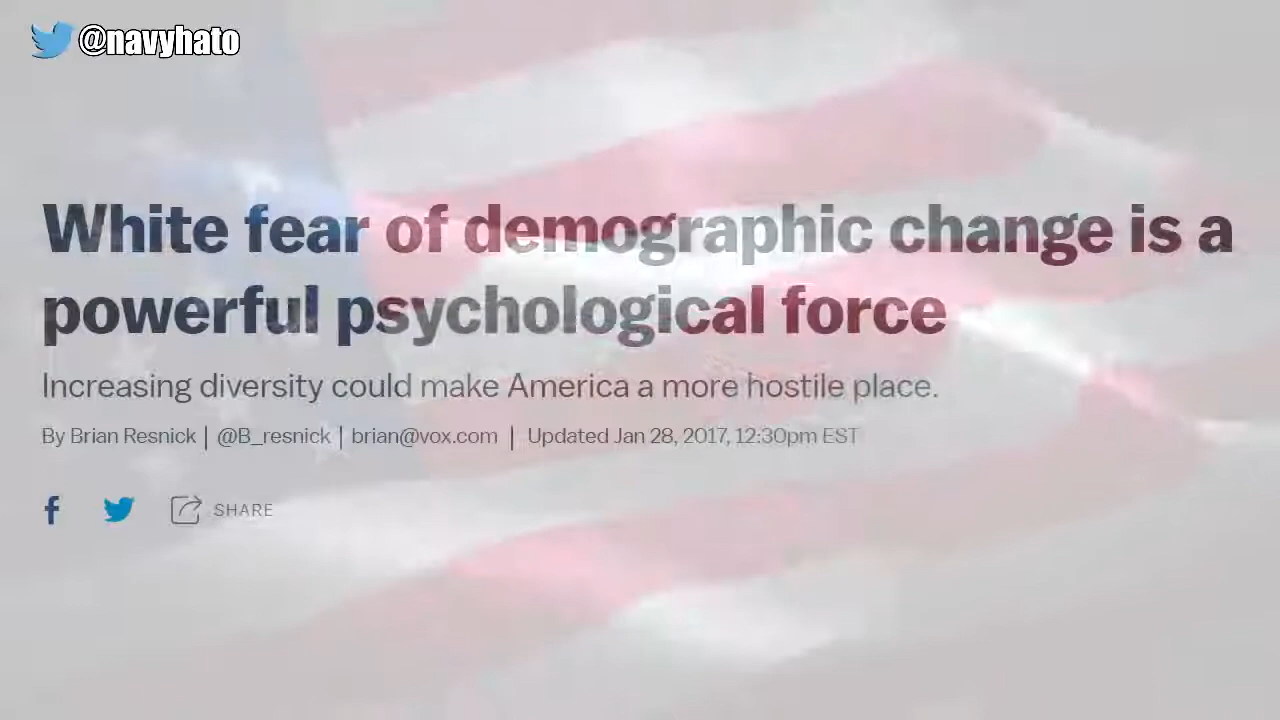 @navyhato
White fear of demographic change is a
powerful psychological force
Increasing diversity could make America a more hostile place.
By Brian Resnick | @B_resnick | brian@vox.com | Updated Jan 28, 2017, 12:30pm EST
SHARE